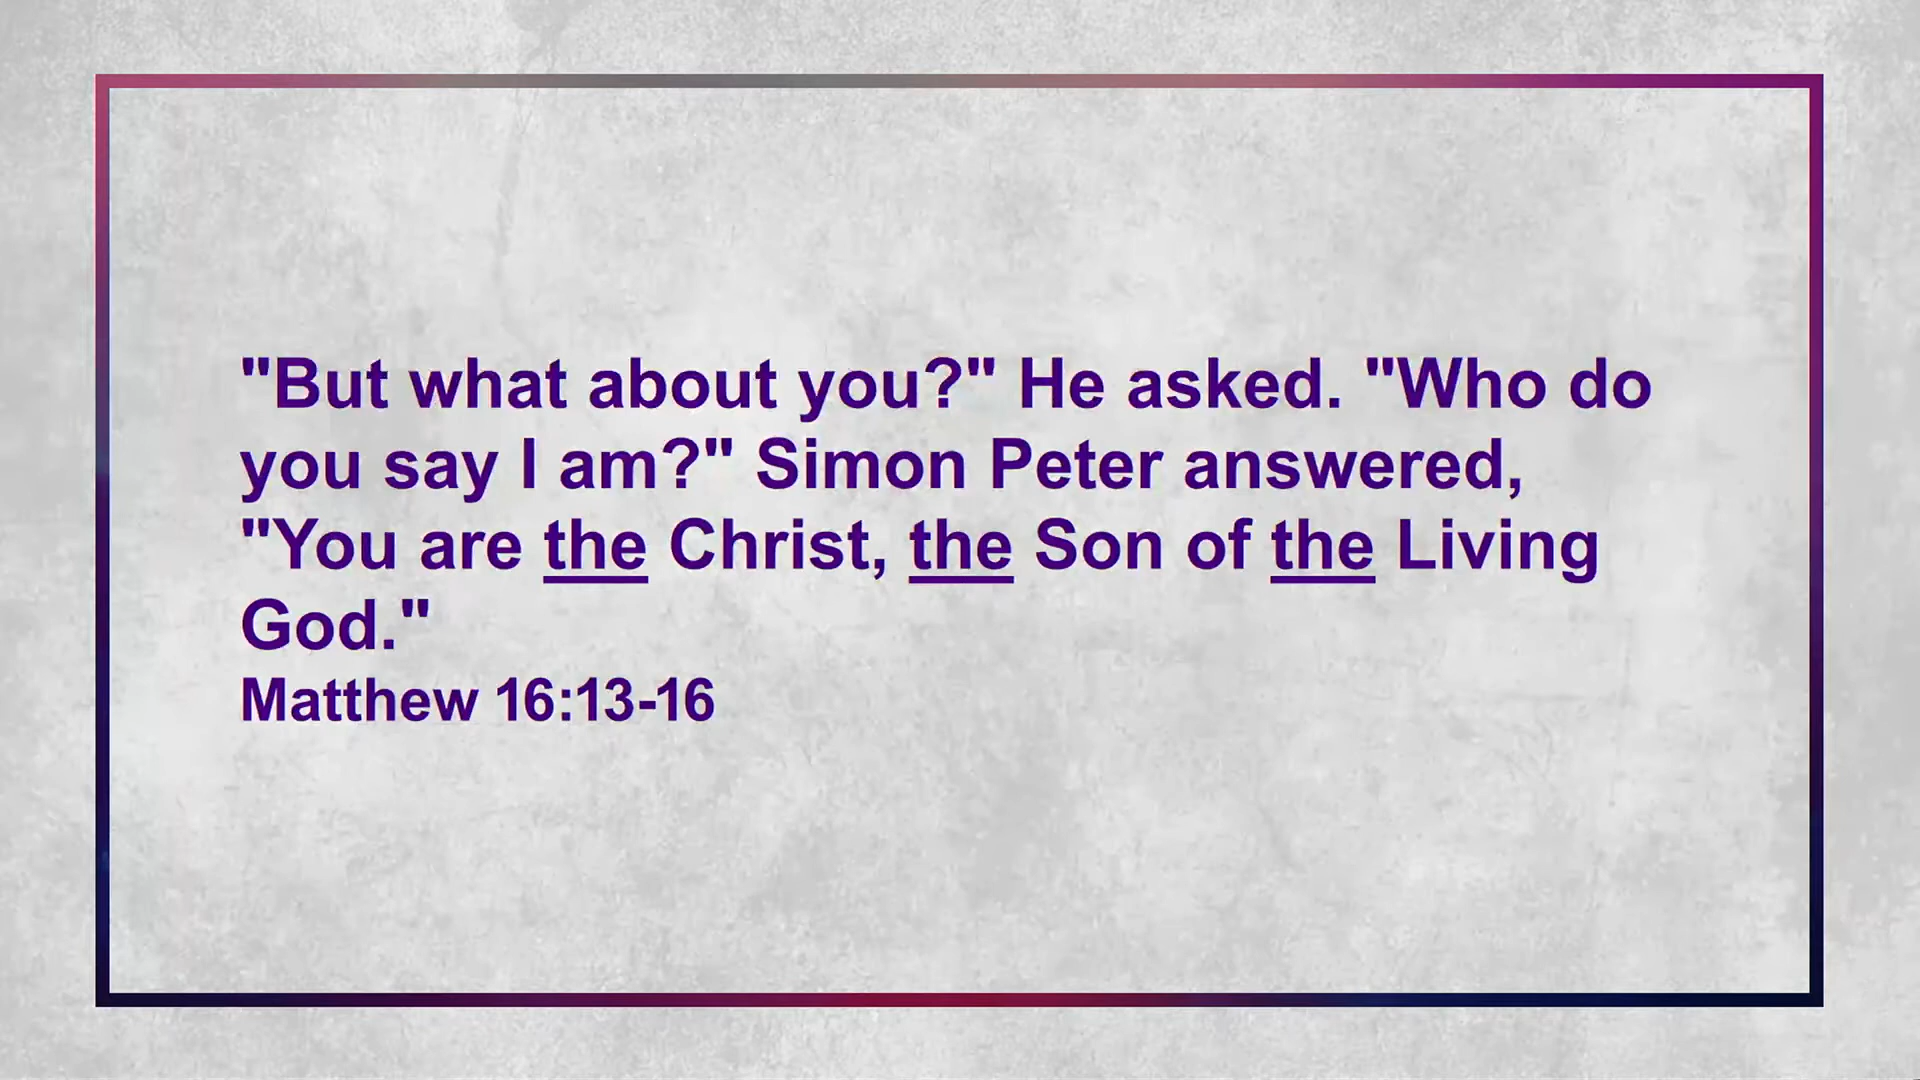 "But what about you?" He asked. "Who do
you say I am?" Simon Peter answered,
"You are the Christ, the Son of the Living
God."
Matthew 16:13-16